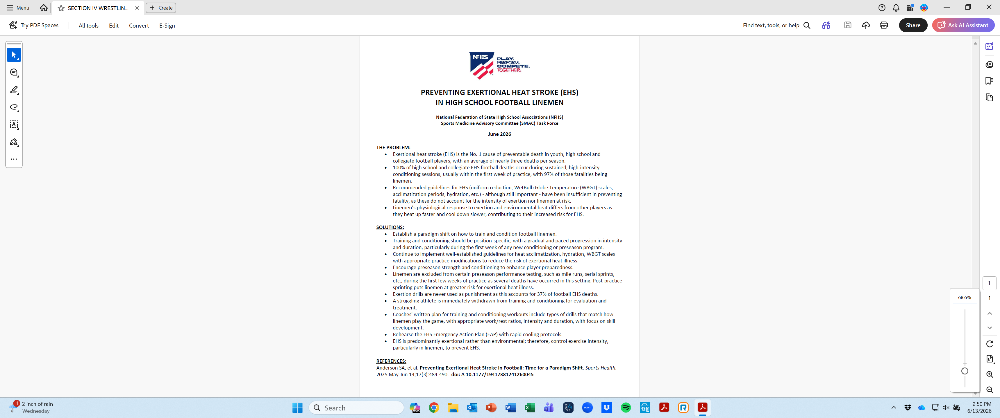 Menu
SECTION IV WRESTLIN...
Create
Try PDF Spaces
All tools
Edit
Convert
E-Sign
Find text, tools, or help
Share
Ask AI Assistant
NFHS
PLAY.
PERFORM.
COMPETE.
TOGETHER.
PREVENTING EXERTIONAL HEAT STROKE (EHS)
IN HIGH SCHOOL FOOTBALL LINEMEN
National Federation of State High School Associations (NFHS)
Sports Medicine Advisory Committee (SMAC) Task Force
June 2026
THE PROBLEM:
• Exertional heat stroke (EHS) is the No. 1 cause of preventable death in youth, high school and
collegiate football players, with an average of nearly three deaths per season.
• 100% of high school and collegiate EHS football deaths occur during sustained, high-intensity
conditioning sessions, usually within the first week of practice, with 97% of those fatalities being
linemen.
• Recommended guidelines for EHS (uniform reduction, WetBulb Globe Temperature (WBGT) scales,
acclimatization periods, hydration, etc.) - although still important - have been insufficient in preventing
fatality, as these do not account for the intensity of exertion nor linemen at risk.
• Linemen's physiological response to exertion and environmental heat differs from other players as
they heat up faster and cool down slower, contributing to their increased risk for EHS.
SOLUTIONS:
• Establish a paradigm shift on how to train and condition football linemen.
• Training and conditioning should be position-specific, with a gradual and paced progression in intensity
and duration, particularly during the first week of any new conditioning or preseason program.
• Continue to implement well-established guidelines for heat acclimatization, hydration, WBGT scales
with appropriate practice modifications to reduce the risk of exertional heat illness.
• Encourage preseason strength and conditioning to enhance player preparedness.
• Linemen are excluded from certain preseason performance testing, such as mile runs, serial sprints,
etc., during the first few weeks of practice as several deaths have occurred in this setting. Post-practice
sprinting puts linemen at greater risk for exertional heat illness.
• Exertion drills are never used as punishment as this accounts for 37% of football EHS deaths.
• A struggling athlete is immediately withdrawn from training and conditioning for evaluation and
treatment.
• Coaches' written plan for training and conditioning workouts include types of drills that match how
linemen play the game, with appropriate work/rest ratios, intensity and duration, with focus on skill
development.
• Rehearse the EHS Emergency Action Plan (EAP) with rapid cooling protocols.
• EHS is predominantly exertional rather than environmental; therefore, control exercise intensity,
particularly in linemen, to prevent EHS.
REFERENCES:
Anderson SA, et al. Preventing Exertional Heat Stroke in Football: Time for a Paradigm Shift. Sports Health.
2025 May-Jun 14;17(3):484-490. doi: A 10.1177/19417381241260045
1
68.6%
1
1
2 inch of rain
Wednesday
Search
M365
zoom
2:50 PM
6/13/2026